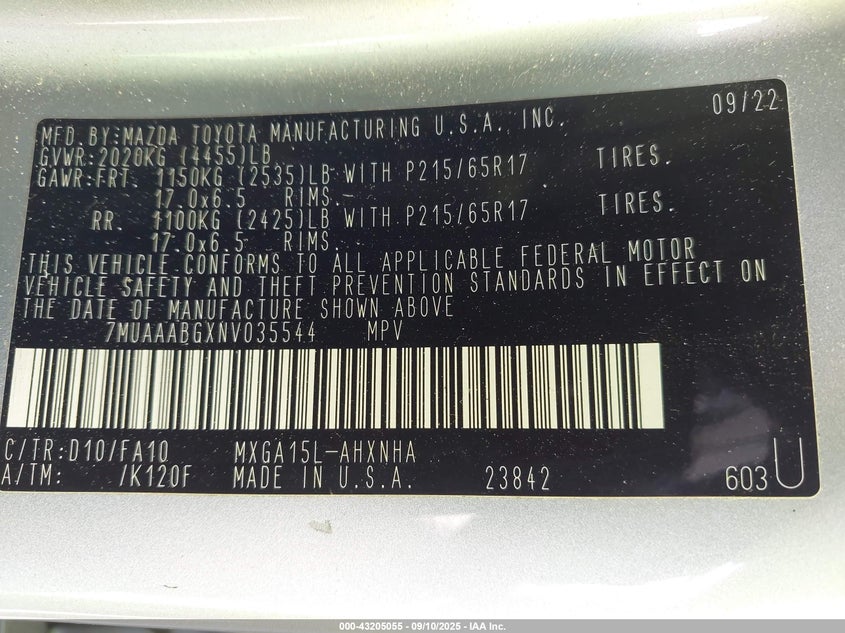 09/22
MFD. BY:MAZDA TOYOTA MANUFACTURING U.S.A. INC.
GVWR:2020KG (4455)LB
GAWR:FRT. 1150KG (2535)LB WITH P215/65R17 TIRES.
17.0x6.5 RIMS.
RR. 1100KG (2425)LB WITH P215/65R17 TIRES.
17.0x6.5 RIMS.
THIS VEHICLE CONFORMS TO ALL APPLICABLE FEDERAL MOTOR
VEHICLE SAFETY AND THEFT PREVENTION STANDARDS IN EFFECT ON
THE DATE OF MANUFACTURE SHOWN ABOVE
7MUAAABGXNV035544 MPV
C/TR:D10/FA10 MXGA15L-AHXNHA
A/TM: /K120F MADE IN U.S.A. 23842 603 U
000-43205055 --- 09/10/2025 --- IAA Inc.